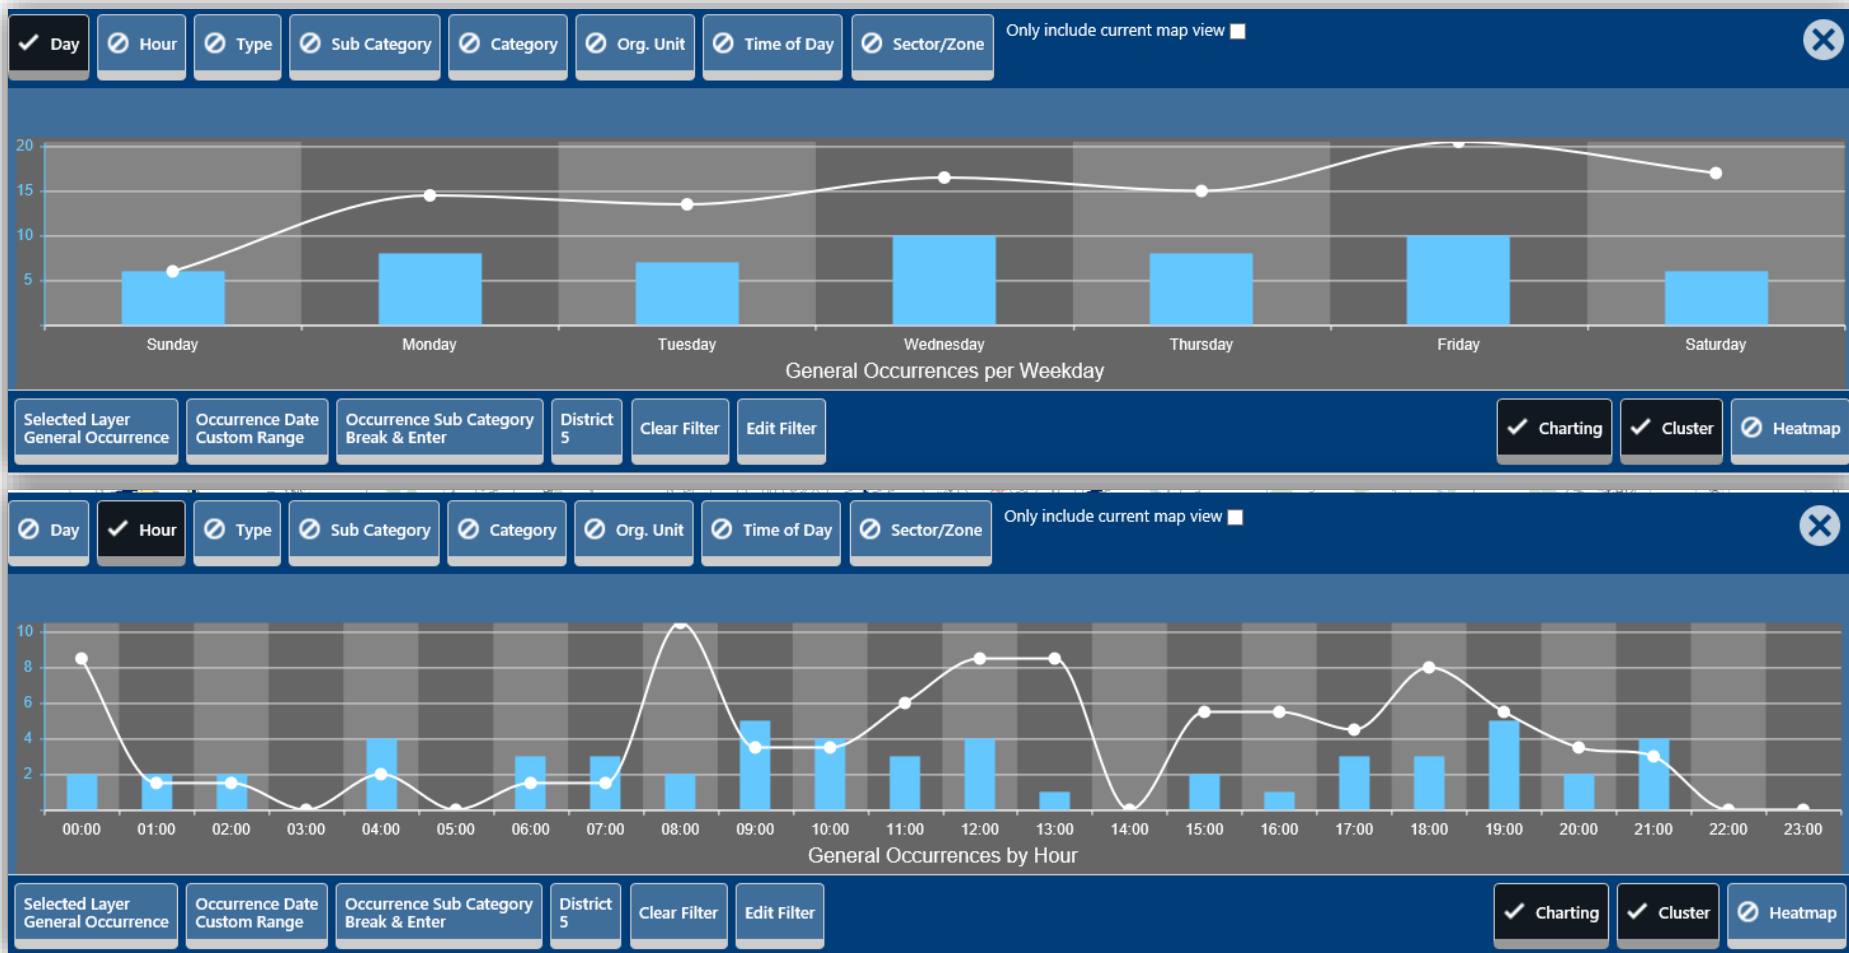 Day Hour Type Sub Category Category Org. Unit Time of Day Sector/Zone Only include current map view
20
15
10
5
Sunday Monday Tuesday Wednesday Thursday Friday Saturday
General Occurrences per Weekday
Selected Layer
General Occurrence
Occurrence Date
Custom Range
Occurrence Sub Category
Break & Enter
District
5
Clear Filter
Edit Filter
Charting
Cluster
Heatmap
Day Hour Type Sub Category Category Org. Unit Time of Day Sector/Zone Only include current map view
10
8
6
4
2
00:00 01:00 02:00 03:00 04:00 05:00 06:00 07:00 08:00 09:00 10:00 11:00 12:00 13:00 14:00 15:00 16:00 17:00 18:00 19:00 20:00 21:00 22:00 23:00
General Occurrences by Hour
Selected Layer
General Occurrence
Occurrence Date
Custom Range
Occurrence Sub Category
Break & Enter
District
5
Clear Filter
Edit Filter
Charting
Cluster
Heatmap